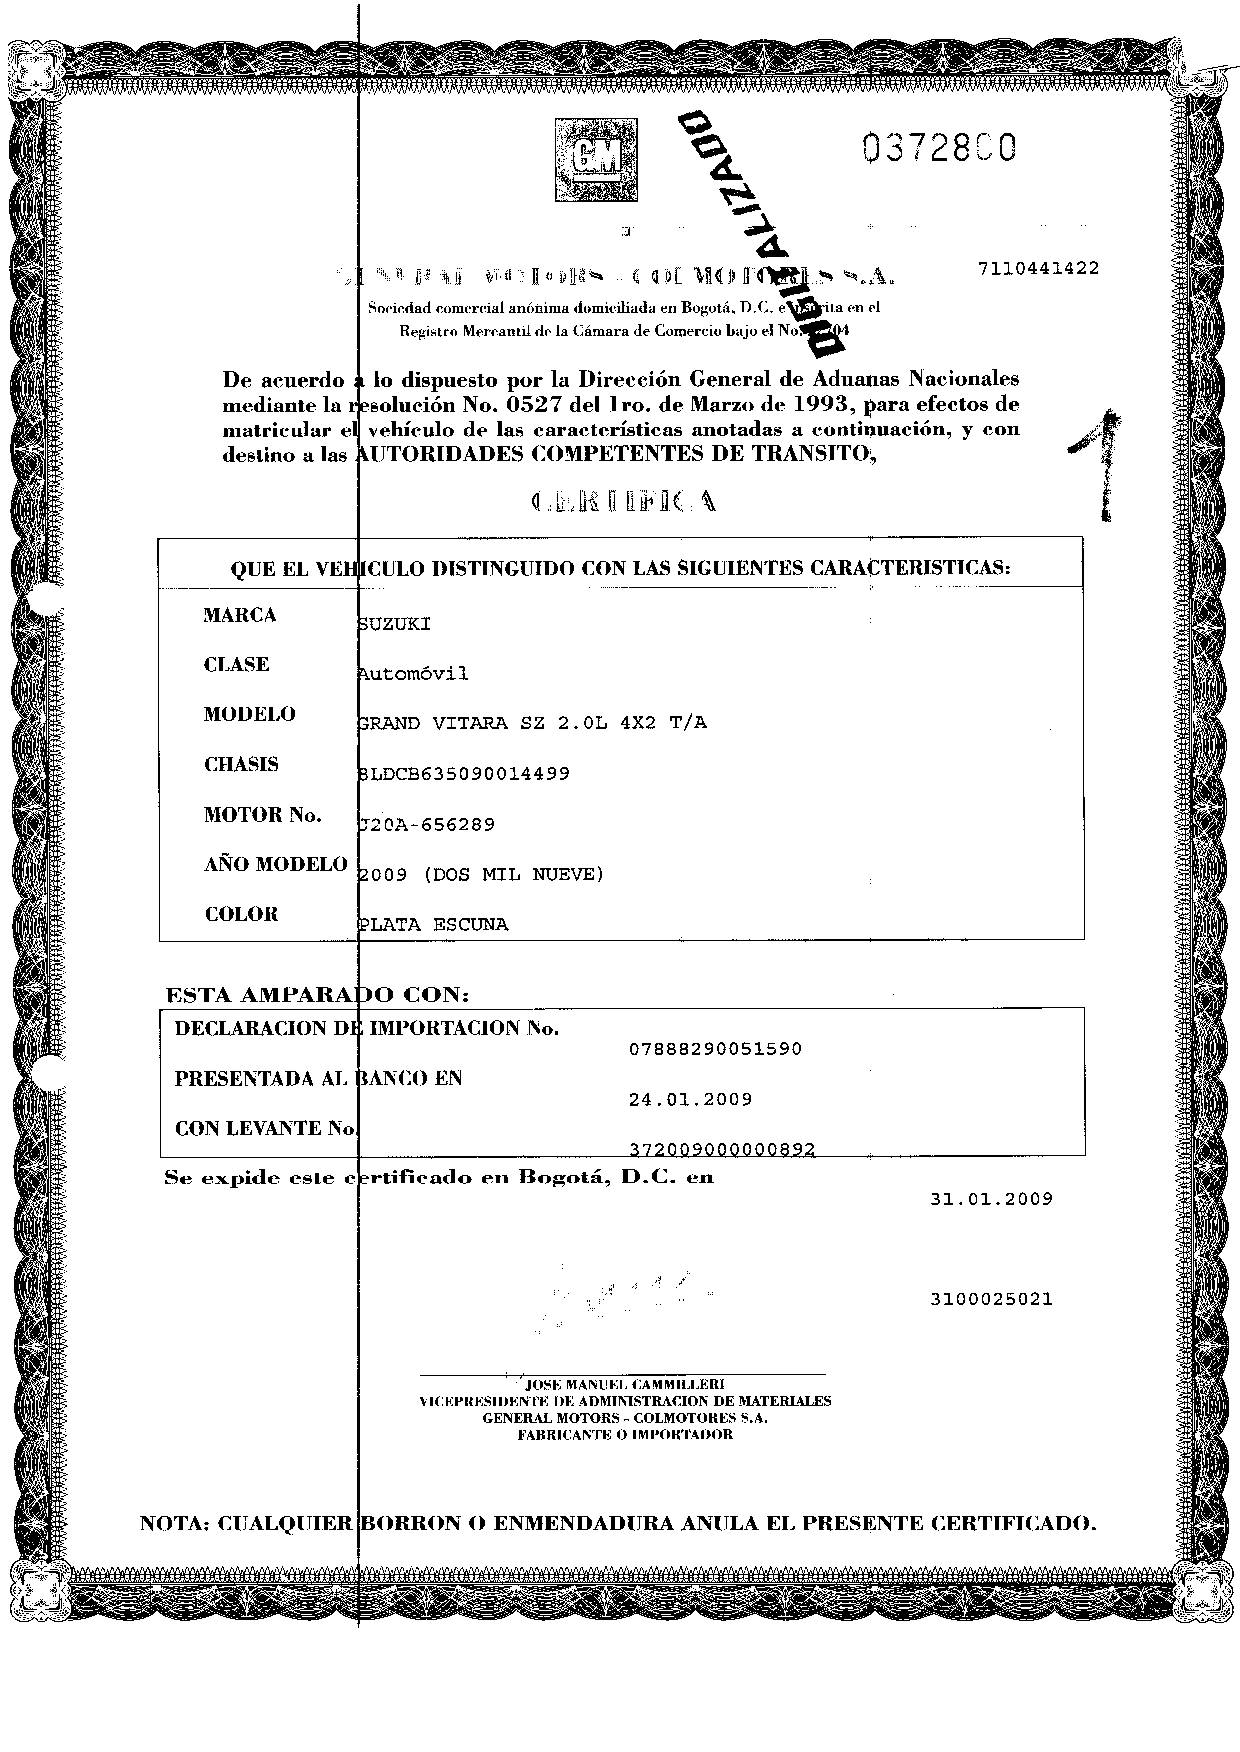 GM
DIGITALIZADO
7110441422
GENERAL MOTORS - COLMOTORES S.A.
Sociedad comercial anónima domiciliada en Bogotá, D.C. e inscrita en el
Registro Mercantil de la Cámara de Comercio bajo el No.
De acuerdo a lo dispuesto por la Dirección General de Aduanas Nacionales
mediante la resolución No. 0527 del 1ro. de Marzo de 1993, para efectos de
matricular el vehículo de las características anotadas a continuación, y con
destino a las AUTORIDADES COMPETENTES DE TRANSITO,
1
CERTIFICA
QUE EL VEHICULO DISTINGUIDO CON LAS SIGUIENTES CARACTERISTICAS:
MARCA SUZUKI
CLASE Automóvil
MODELO GRAND VITARA SZ 2.0L 4X2 T/A
CHASIS 8LDCB635090014499
MOTOR No. J20A-656289
AÑO MODELO 2009 (DOS MIL NUEVE)
COLOR PLATA ESCUNA
ESTA AMPARADO CON:
DECLARACION DE IMPORTACION No.
07888290051590
PRESENTADA AL BANCO EN
24.01.2009
CON LEVANTE No.
372009000000892
Se expide este certificado en Bogotá, D.C. en
31.01.2009
3100025021
JOSE MANUEL CAMMILLERI
VICEPRESIDENTE DE ADMINISTRACION DE MATERIALES
GENERAL MOTORS - COLMOTORES S.A.
FABRICANTE O IMPORTADOR
NOTA: CUALQUIER BORRON O ENMENDADURA ANULA EL PRESENTE CERTIFICADO.